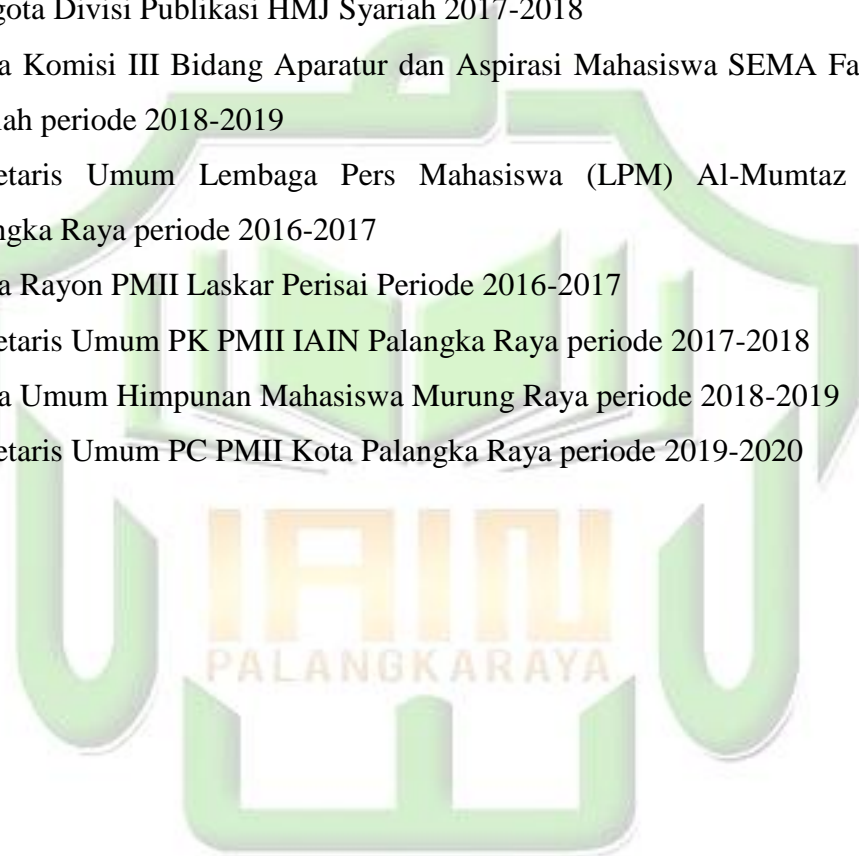 gota Divisi Publikasi HMJ Syariah 2017-2018
a Komisi III Bidang Aparatur dan Aspirasi Mahasiswa SEMA Fa
ah periode 2018-2019
etaris Umum Lembaga Pers Mahasiswa (LPM) Al-Mumtaz
ngka Raya periode 2016-2017
a Rayon PMII Laskar Perisai Periode 2016-2017
etaris Umum PK PMII IAIN Palangka Raya periode 2017-2018
a Umum Himpunan Mahasiswa Murung Raya periode 2018-2019
etaris Umum PC PMII Kota Palangka Raya periode 2019-2020
IAIN
PALANGKARAYA